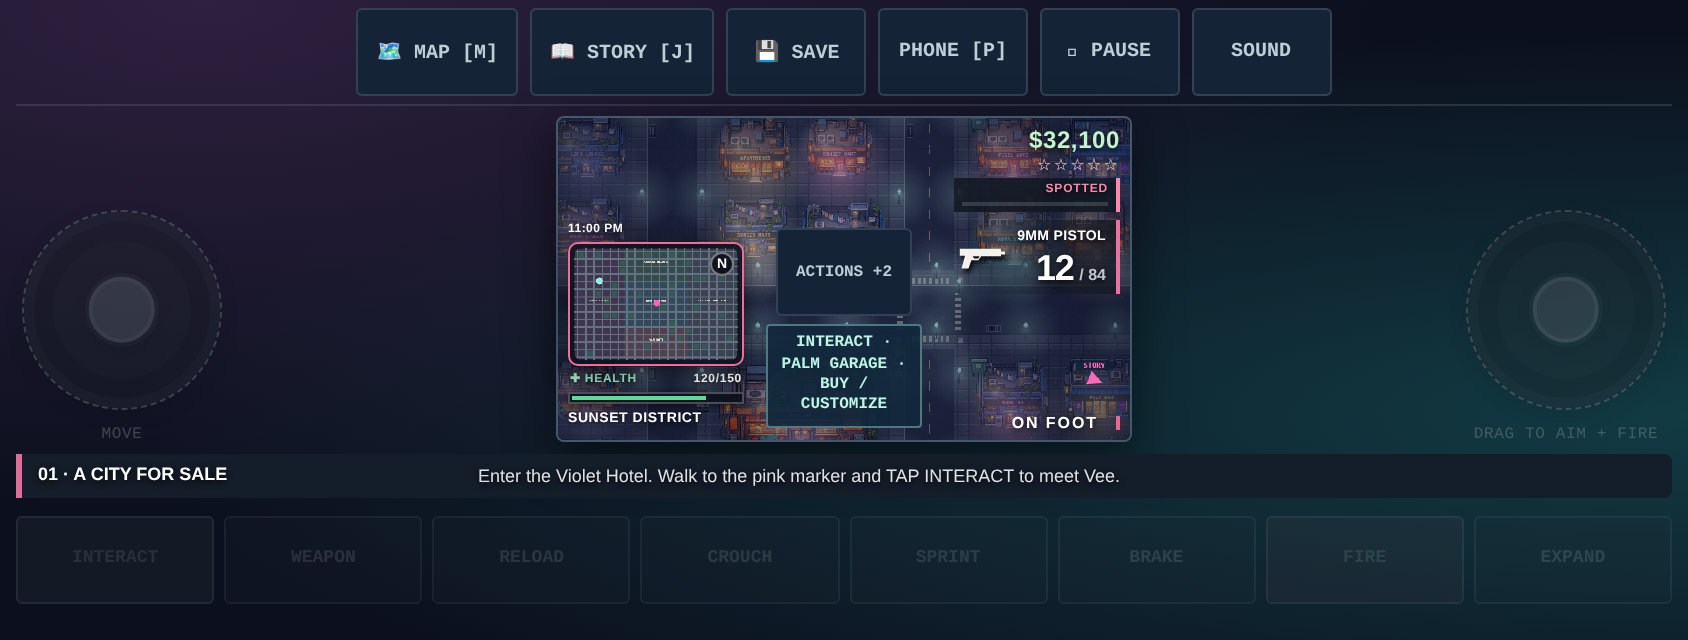 🗺️ MAP [M]
📖 STORY [J]
💾 SAVE
PHONE [P]
PAUSE
SOUND
$32,100
☆☆☆☆☆
SPOTTED
11:00 PM
N
9MM PISTOL
12 / 84
ACTIONS +2
INTERACT ·
PALM GARAGE ·
BUY /
CUSTOMIZE
✚ HEALTH 120/150
SUNSET DISTRICT
APARTMENTS
SUNSET MART
STORY
ON FOOT
MOVE
DRAG TO AIM + FIRE
01 · A CITY FOR SALE
Enter the Violet Hotel. Walk to the pink marker and TAP INTERACT to meet Vee.
INTERACT
WEAPON
RELOAD
CROUCH
SPRINT
BRAKE
FIRE
EXPAND